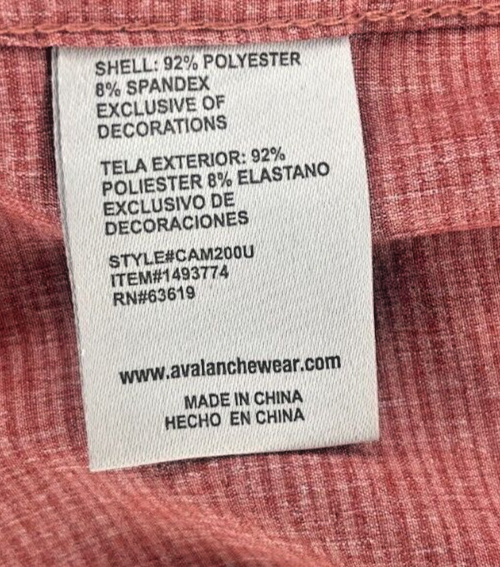 SHELL: 92% POLYESTER
8% SPANDEX
EXCLUSIVE OF
DECORATIONS
TELA EXTERIOR: 92%
POLIESTER 8% ELASTANO
EXCLUSIVO DE
DECORACIONES
STYLE#CAM200U
ITEM#1493774
RN#63619
www.avalanchewear.com
MADE IN CHINA
HECHO EN CHINA